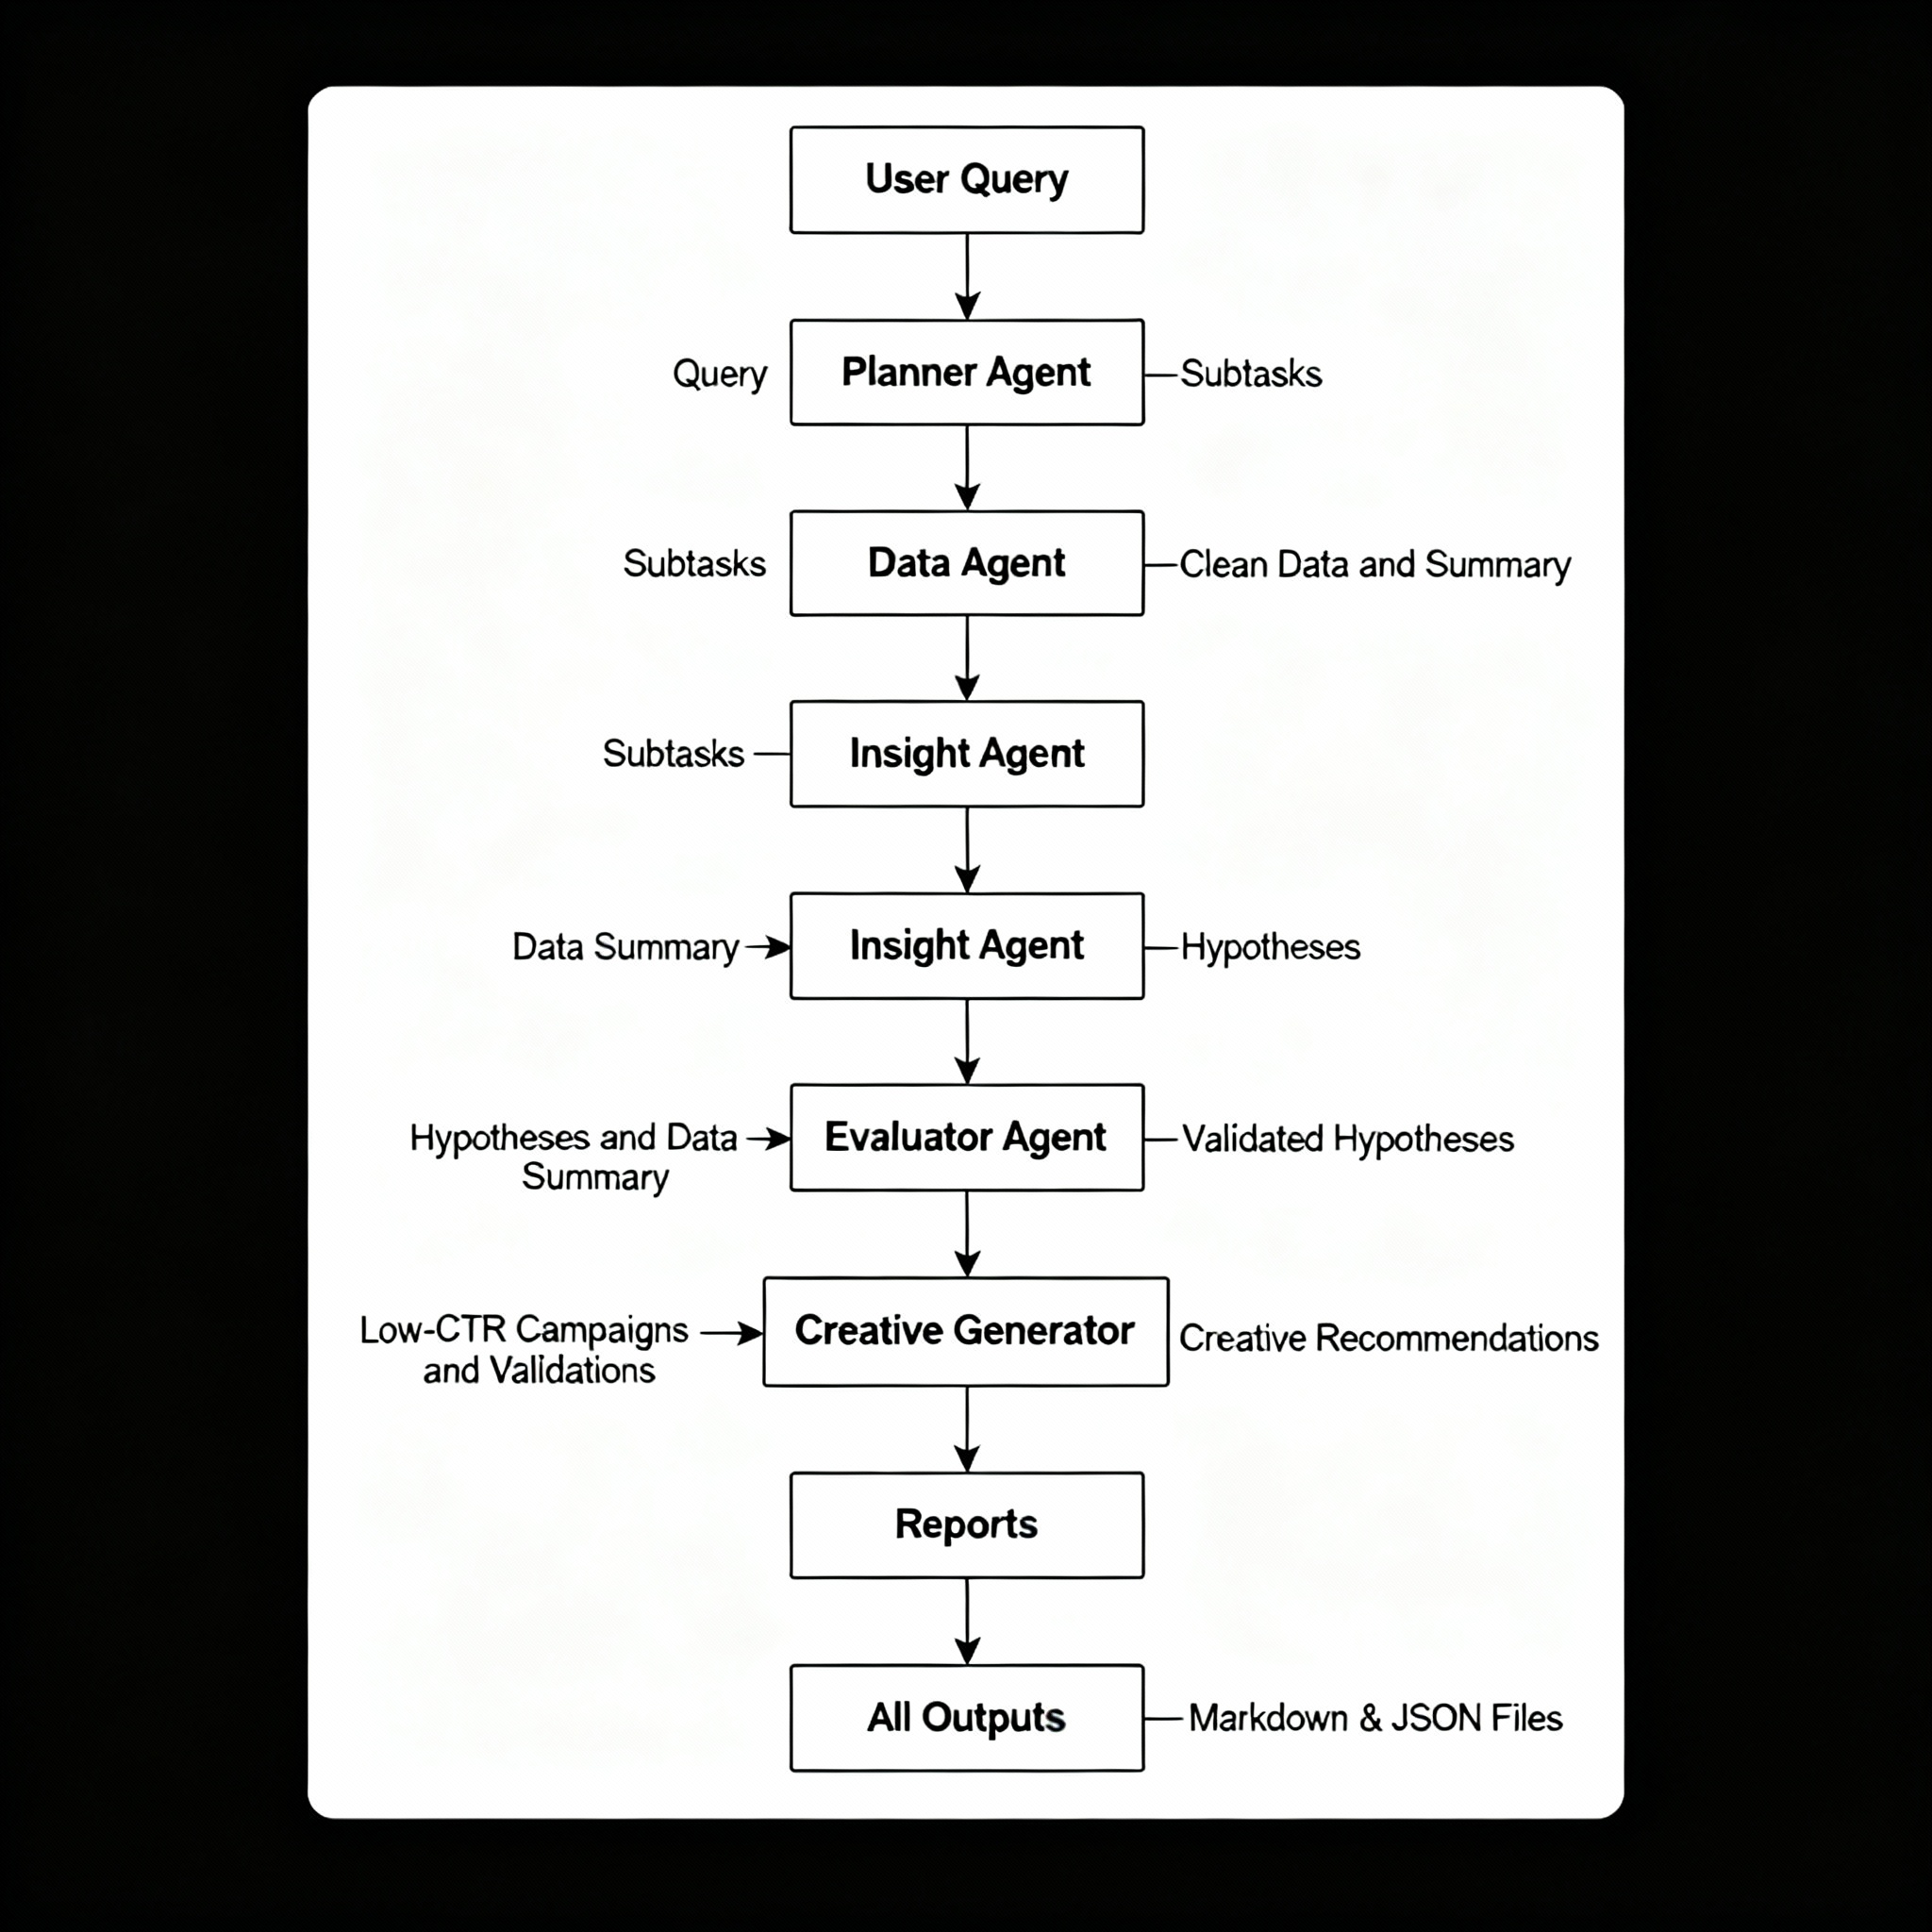 User Query
Query
Planner Agent
Subtasks
Subtasks
Data Agent
Clean Data and Summary
Subtasks
Insight Agent
Data Summary
Insight Agent
Hypotheses
Hypotheses and Data
Summary
Evaluator Agent
Validated Hypotheses
Low-CTR Campaigns
and Validations
Creative Generator
Creative Recommendations
Reports
All Outputs
Markdown & JSON Files